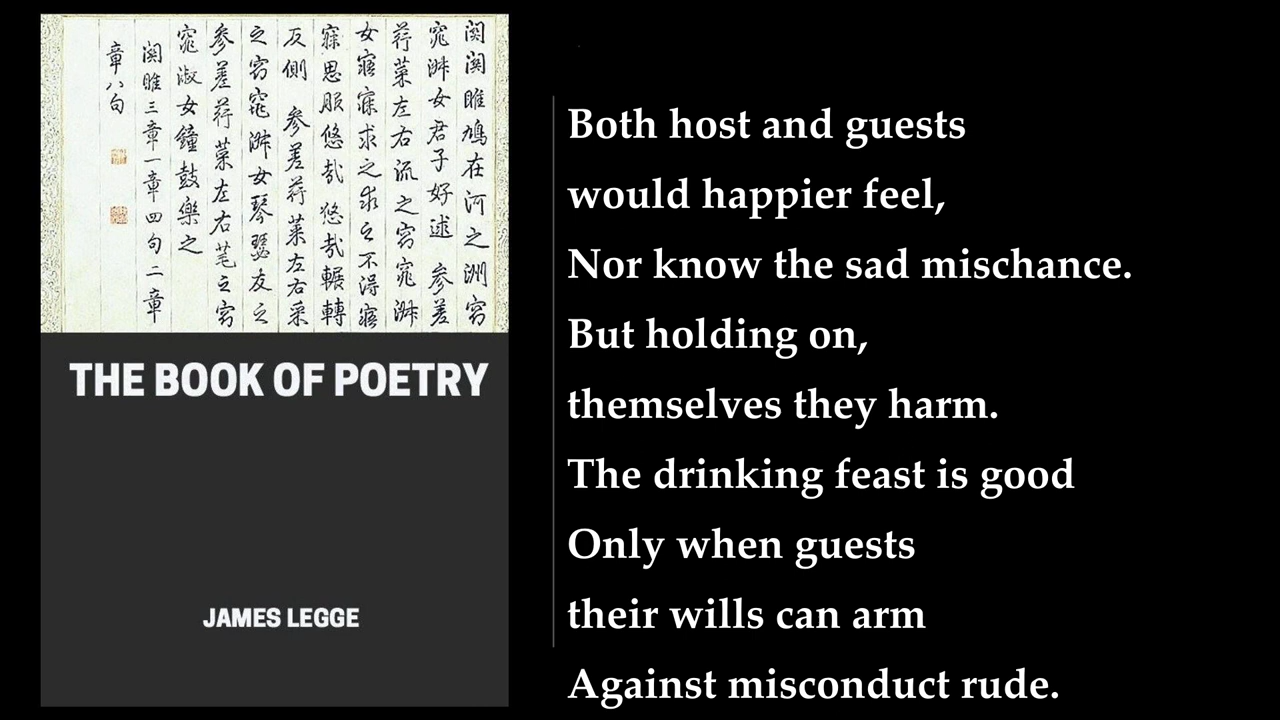 関関雎鳩在河之洲窈
窕淑女君子好逑 参差
荇菜左右流之窈窕淑
女寤寐求之求之不得寤
寐思服悠哉悠哉輾轉
反側 参差荇菜左右采
之窈窕淑女琴瑟友之
参差荇菜左右芼之窈
窕淑女鐘鼓樂之
関雎三章一章四句二章
章八句
THE BOOK OF POETRY
JAMES LEGGE
Both host and guests
would happier feel,
Nor know the sad mischance.
But holding on,
themselves they harm.
The drinking feast is good
Only when guests
their wills can arm
Against misconduct rude.